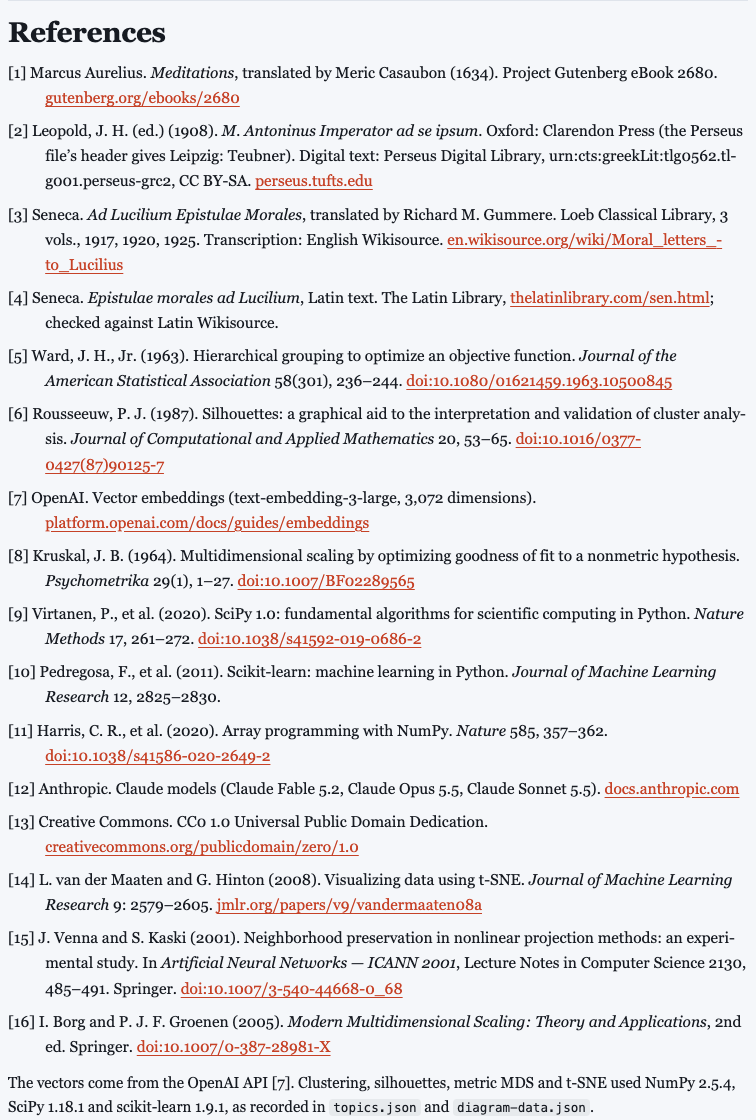 References
[1] Marcus Aurelius. Meditations, translated by Meric Casaubon (1634). Project Gutenberg eBook 2680.
gutenberg.org/ebooks/2680
[2] Leopold, J. H. (ed.) (1908). M. Antoninus Imperator ad se ipsum. Oxford: Clarendon Press (the Perseus
file’s header gives Leipzig: Teubner). Digital text: Perseus Digital Library, urn:cts:greekLit:tlg0562.tl-
g001.perseus-grc2, CC BY-SA. perseus.tufts.edu
[3] Seneca. Ad Lucilium Epistulae Morales, translated by Richard M. Gummere. Loeb Classical Library, 3
vols., 1917, 1920, 1925. Transcription: English Wikisource. en.wikisource.org/wiki/Moral_letters_-
to_Lucilius
[4] Seneca. Epistulae morales ad Lucilium, Latin text. The Latin Library, thelatinlibrary.com/sen.html;
checked against Latin Wikisource.
[5] Ward, J. H., Jr. (1963). Hierarchical grouping to optimize an objective function. Journal of the
American Statistical Association 58(301), 236–244. doi:10.1080/01621459.1963.10500845
[6] Rousseeuw, P. J. (1987). Silhouettes: a graphical aid to the interpretation and validation of cluster analy-
sis. Journal of Computational and Applied Mathematics 20, 53–65. doi:10.1016/0377-
0427(87)90125-7
[7] OpenAI. Vector embeddings (text-embedding-3-large, 3,072 dimensions).
platform.openai.com/docs/guides/embeddings
[8] Kruskal, J. B. (1964). Multidimensional scaling by optimizing goodness of fit to a nonmetric hypothesis.
Psychometrika 29(1), 1–27. doi:10.1007/BF02289565
[9] Virtanen, P., et al. (2020). SciPy 1.0: fundamental algorithms for scientific computing in Python. Nature
Methods 17, 261–272. doi:10.1038/s41592-019-0686-2
[10] Pedregosa, F., et al. (2011). Scikit-learn: machine learning in Python. Journal of Machine Learning
Research 12, 2825–2830.
[11] Harris, C. R., et al. (2020). Array programming with NumPy. Nature 585, 357–362.
doi:10.1038/s41586-020-2649-2
[12] Anthropic. Claude models (Claude Fable 5.2, Claude Opus 5.5, Claude Sonnet 5.5). docs.anthropic.com
[13] Creative Commons. CC0 1.0 Universal Public Domain Dedication.
creativecommons.org/publicdomain/zero/1.0
[14] L. van der Maaten and G. Hinton (2008). Visualizing data using t-SNE. Journal of Machine Learning
Research 9: 2579–2605. jmlr.org/papers/v9/vandermaaten08a
[15] J. Venna and S. Kaski (2001). Neighborhood preservation in nonlinear projection methods: an experi-
mental study. In Artificial Neural Networks — ICANN 2001, Lecture Notes in Computer Science 2130,
485–491. Springer. doi:10.1007/3-540-44668-0_68
[16] I. Borg and P. J. F. Groenen (2005). Modern Multidimensional Scaling: Theory and Applications, 2nd
ed. Springer. doi:10.1007/0-387-28981-X
The vectors come from the OpenAI API [7]. Clustering, silhouettes, metric MDS and t-SNE used NumPy 2.5.4,
SciPy 1.18.1 and scikit-learn 1.9.1, as recorded in topics.json and diagram-data.json.